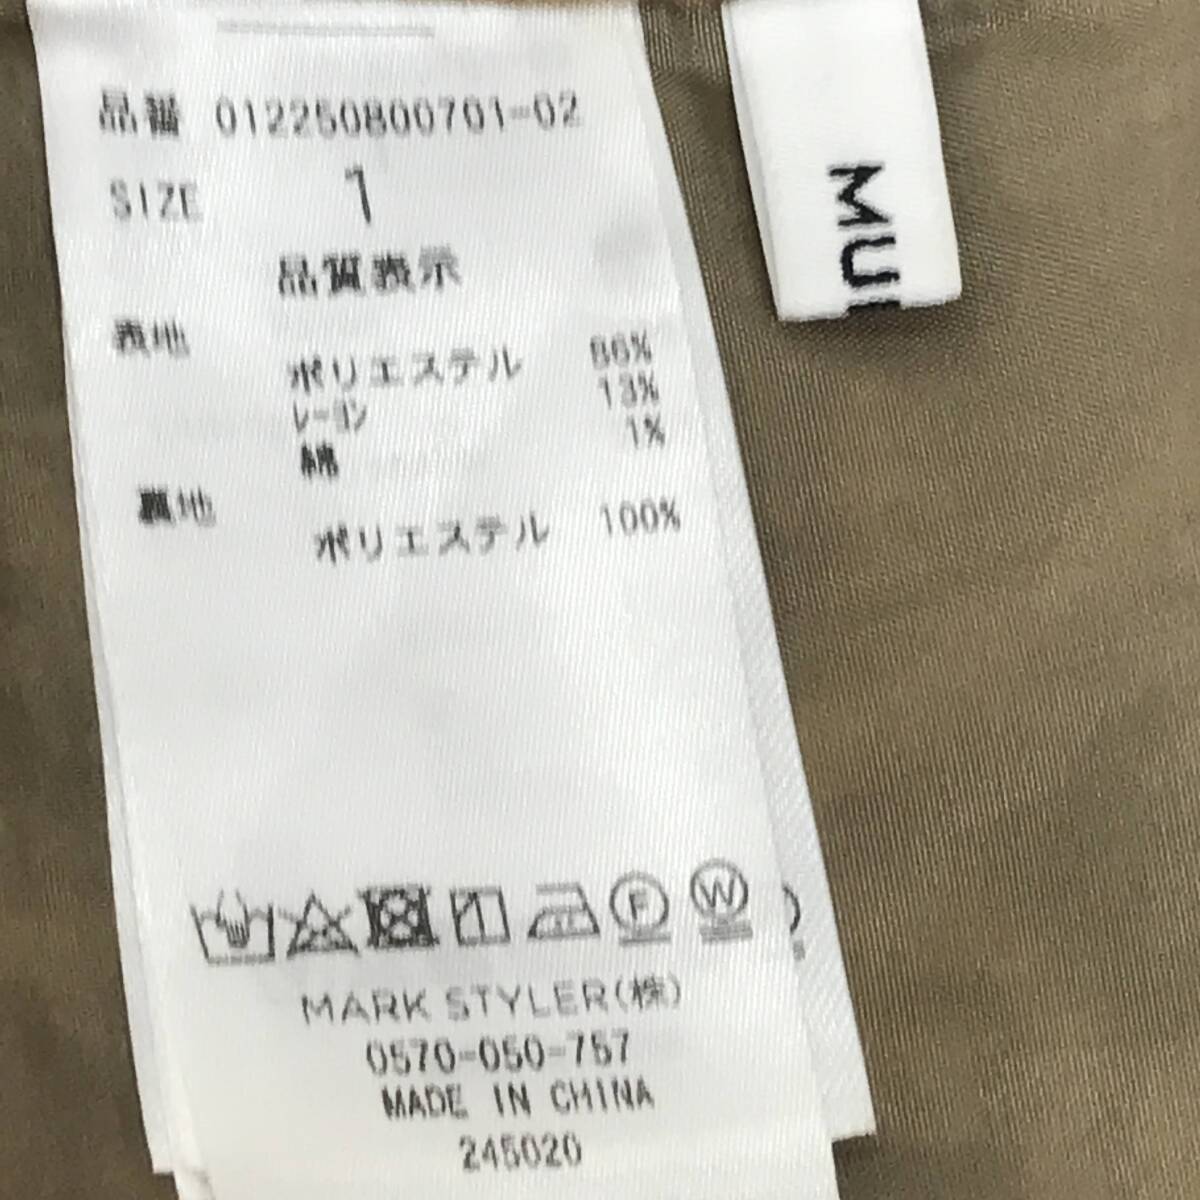 品番 012250800701-02
SIZE 1
品質表示
表地
ポリエステル 86%
レーヨン 13%
綿 1%
裏地
ポリエステル 100%
F W
MARK STYLER(株)
0570-050-757
MADE IN CHINA
245020
MU